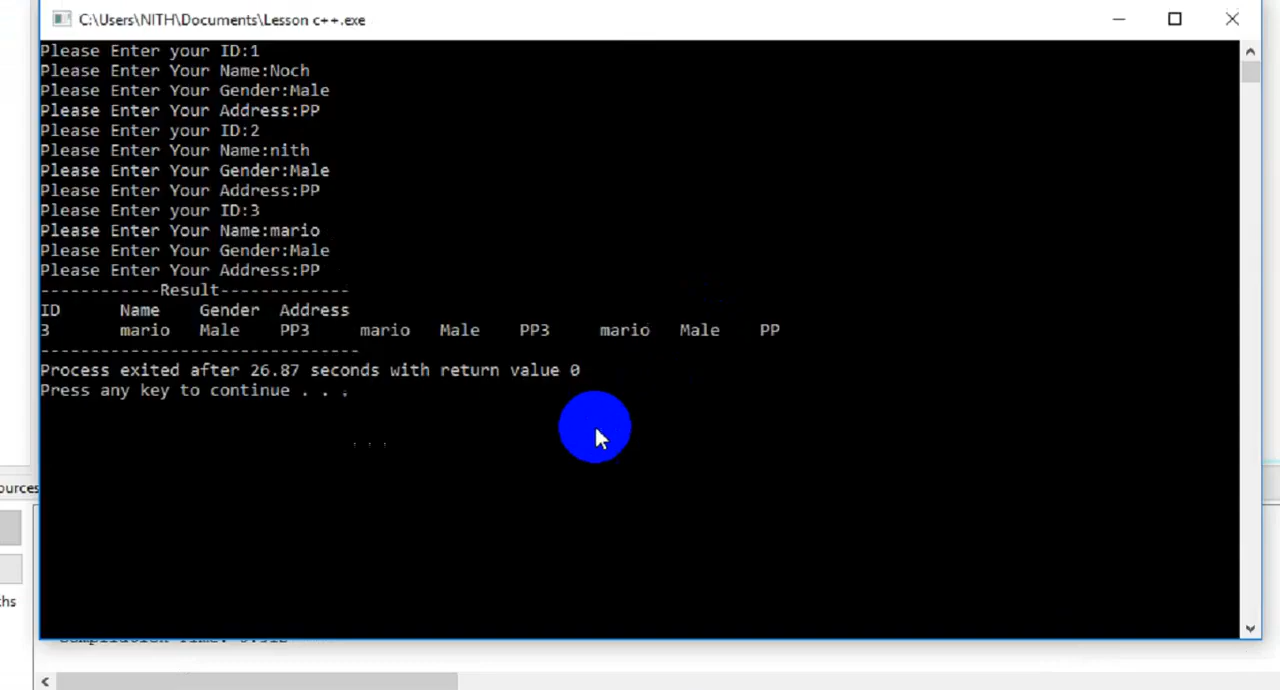 C:\Users\NITH\Documents\Lesson c++.exe
Please Enter your ID:1
Please Enter Your Name:Noch
Please Enter Your Gender:Male
Please Enter Your Address:PP
Please Enter your ID:2
Please Enter Your Name:nith
Please Enter Your Gender:Male
Please Enter Your Address:PP
Please Enter your ID:3
Please Enter Your Name:mario
Please Enter Your Gender:Male
Please Enter Your Address:PP
------------Result-------------
ID Name Gender Address
3 mario Male PP3 mario Male PP3 mario Male PP
--------------------------------
Process exited after 26.87 seconds with return value 0
Press any key to continue . . .